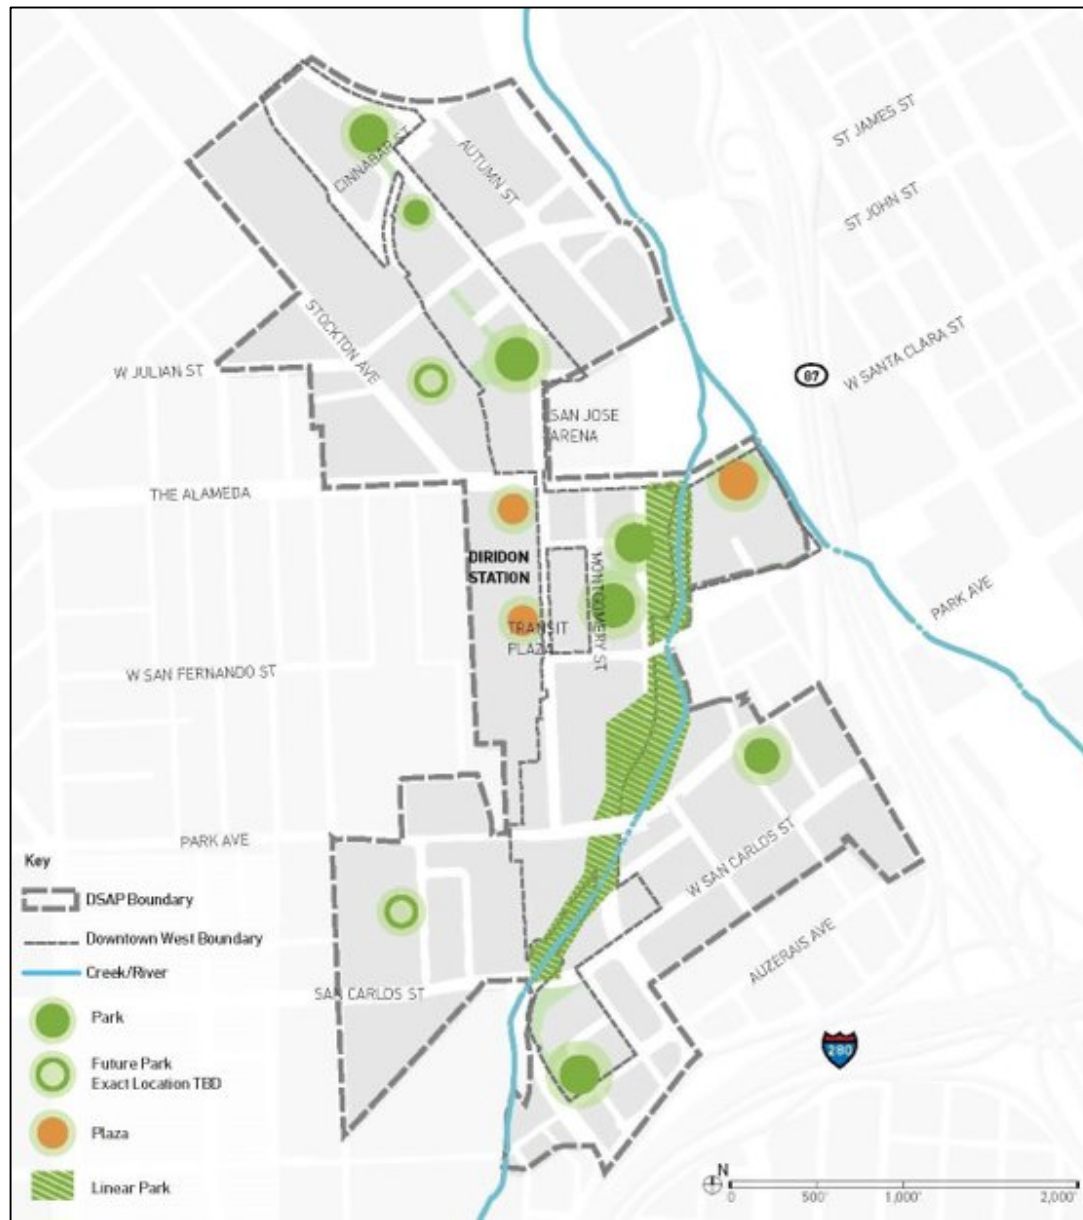 ST JAMES ST
CINNABAR ST
AUTUMN ST
ST JOHN ST
STOCKTON AVE
W SANTA CLARA ST
W JULIAN ST
87
SAN JOSE
ARENA
THE ALAMEDA
DIRIDON
STATION
MONTGOMERY ST
PARK AVE
TRANSIT
PLAZA
W SAN FERNANDO ST
PARK AVE
W SAN CARLOS ST
AUZERAIS AVE
SAN CARLOS ST
280
Key
DSAP Boundary
Downtown West Boundary
Creek/River
Park
Future Park
Exact Location TBD
Plaza
Linear Park
N
0 500' 1,000' 2,000'